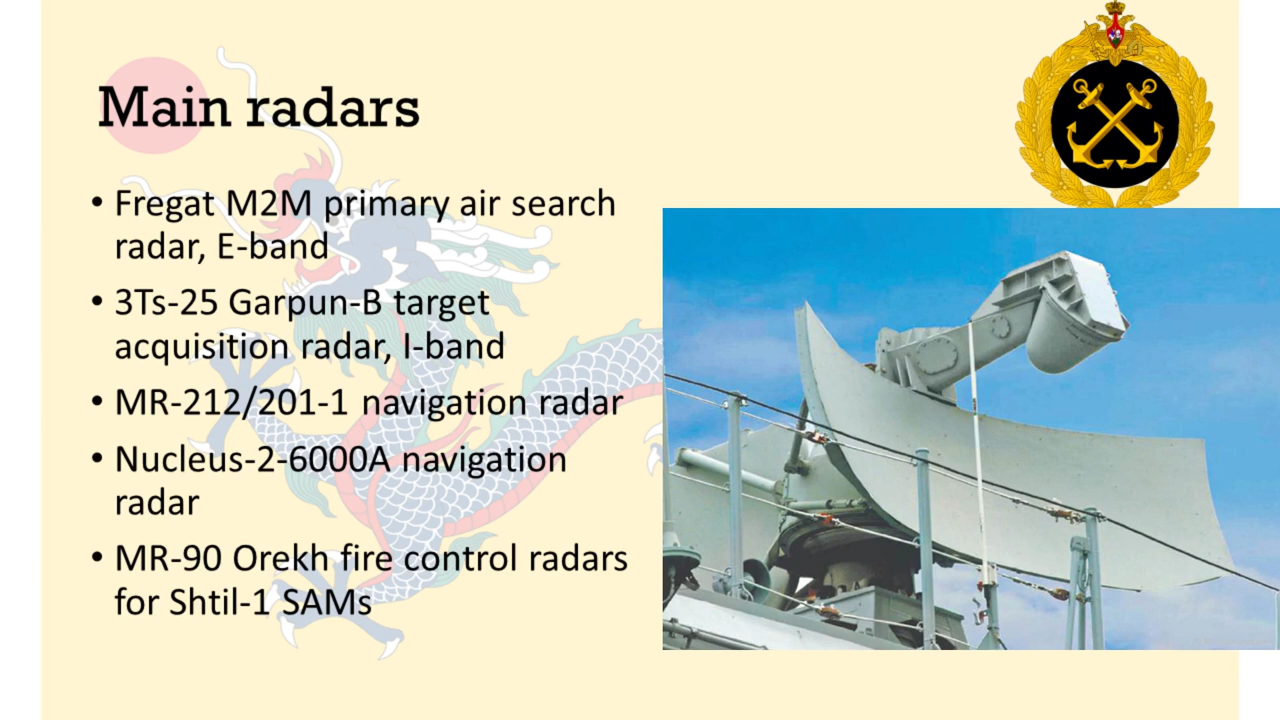 Main radars
• Fregat M2M primary air search
radar, E-band
• 3Ts-25 Garpun-B target
acquisition radar, I-band
• MR-212/201-1 navigation radar
• Nucleus-2-6000A navigation
radar
• MR-90 Orekh fire control radars
for Shtil-1 SAMs